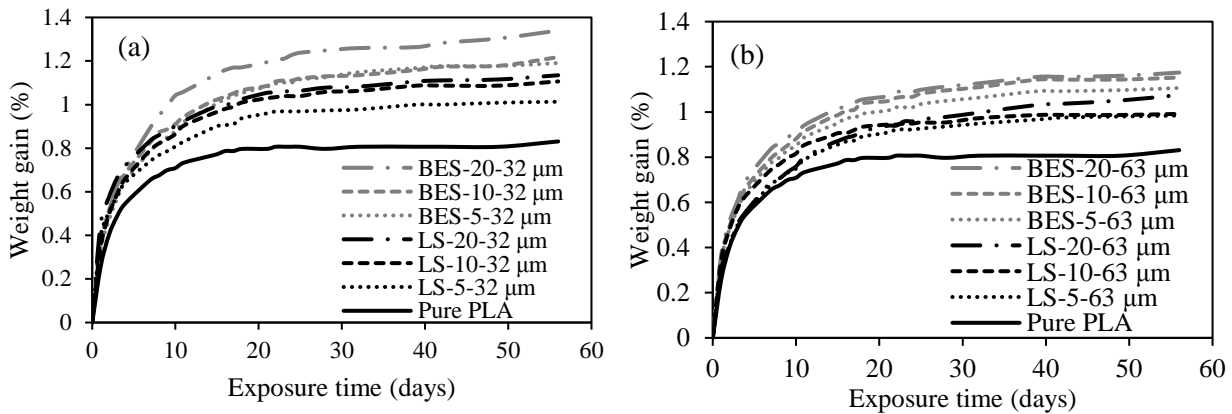 (a)
Weight gain (%)
1.4
1.2
1
0.8
0.6
0.4
0.2
0
BES-20-32 μm
BES-10-32 μm
BES-5-32 μm
LS-20-32 μm
LS-10-32 μm
LS-5-32 μm
Pure PLA
0 10 20 30 40 50 60
Exposure time (days)
(b)
Weight gain (%)
1.4
1.2
1
0.8
0.6
0.4
0.2
0
BES-20-63 μm
BES-10-63 μm
BES-5-63 μm
LS-20-63 μm
LS-10-63 μm
LS-5-63 μm
Pure PLA
0 10 20 30 40 50 60
Exposure time (days)